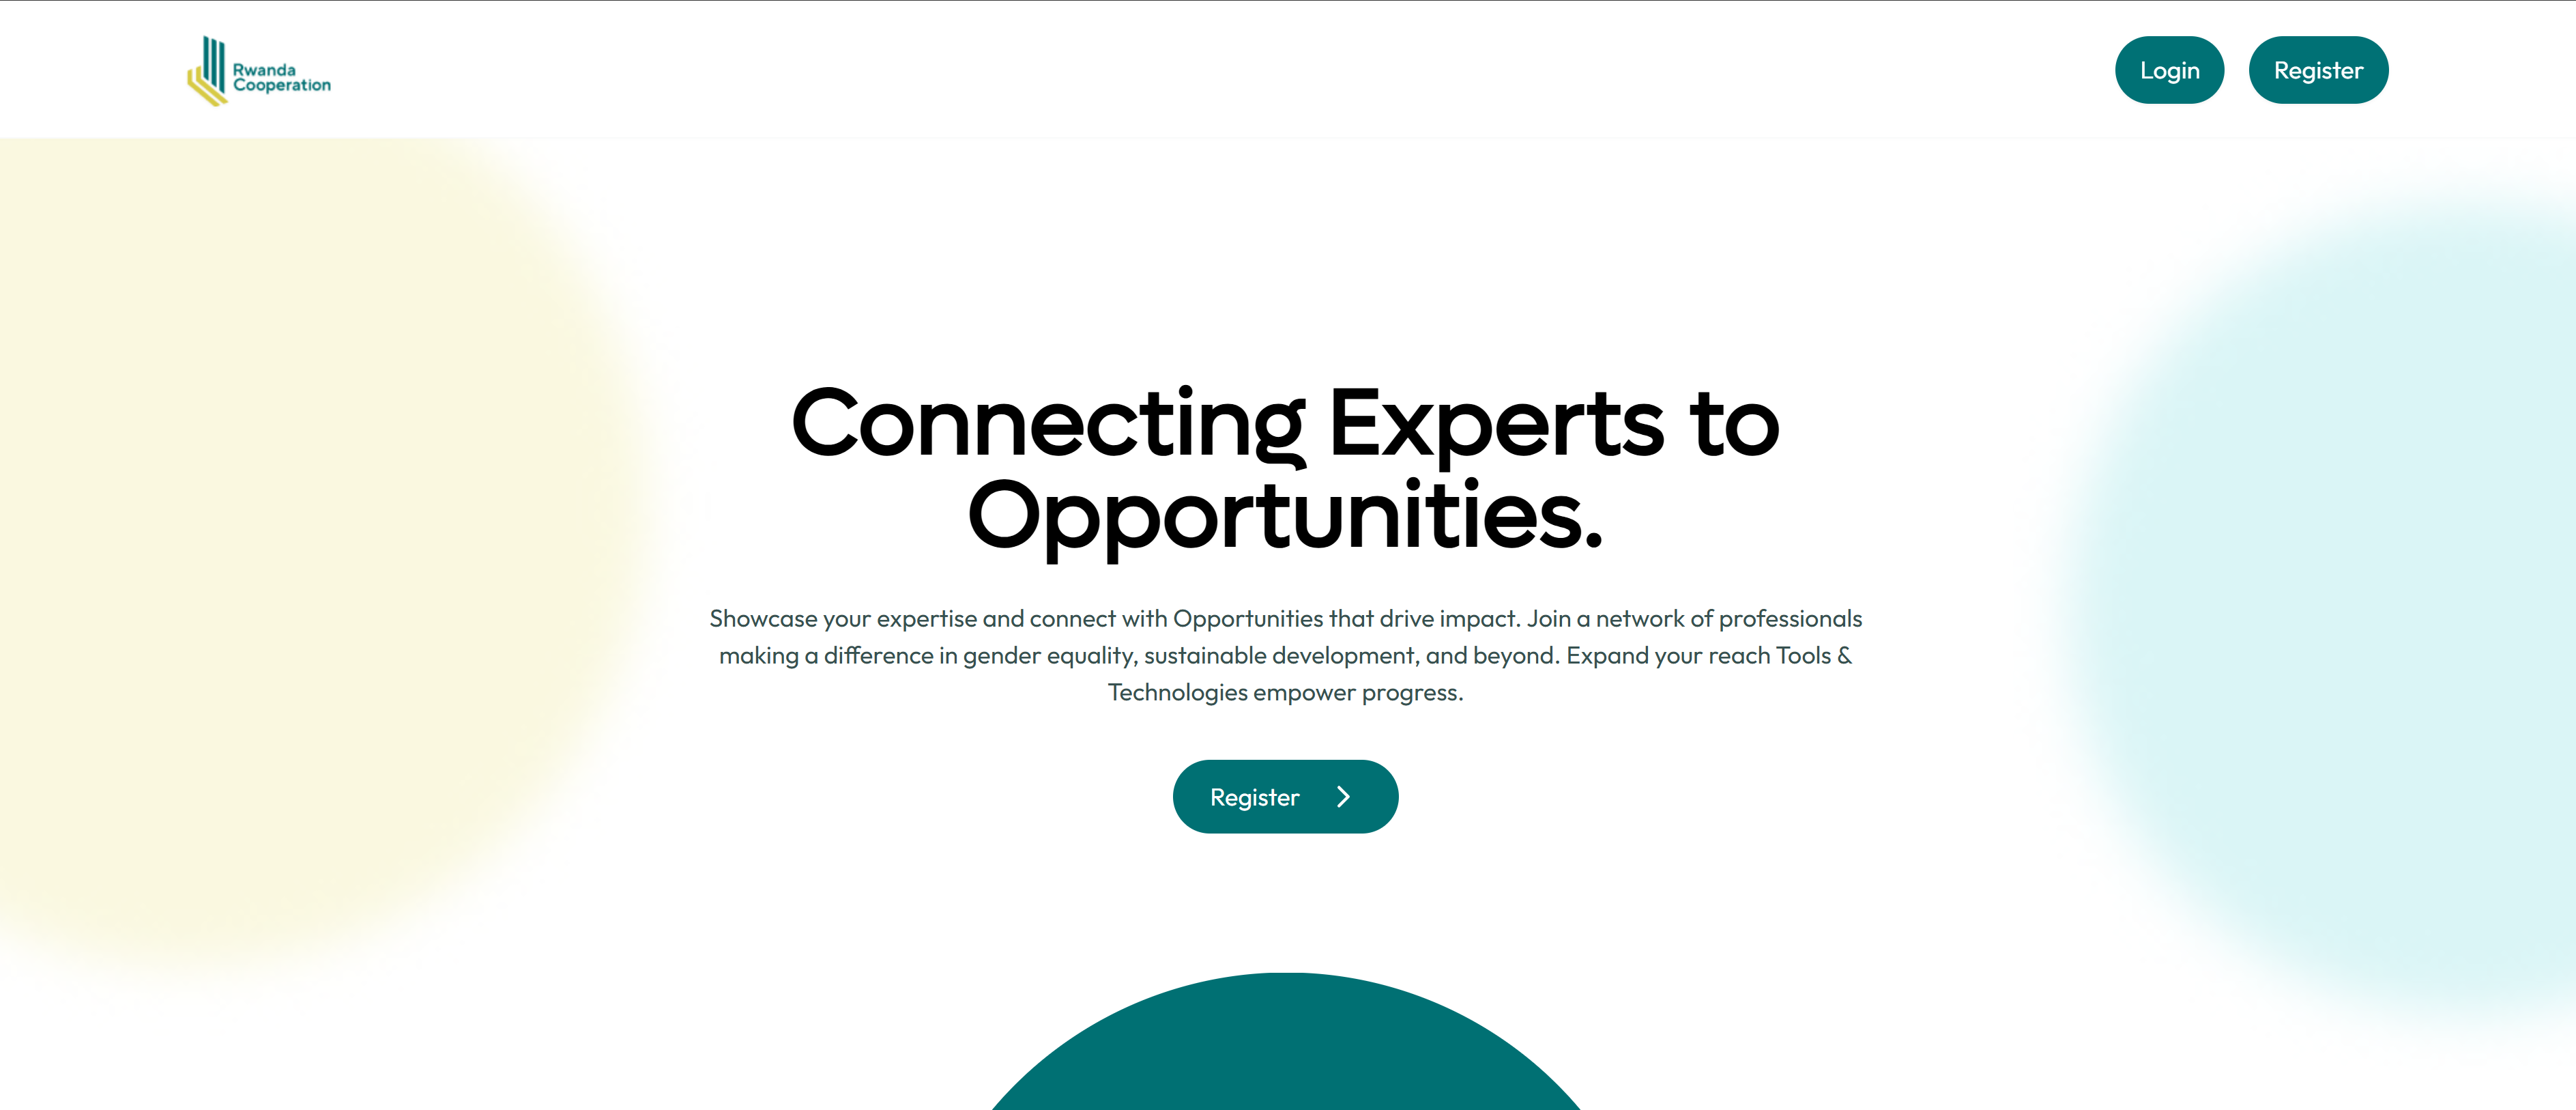 Rwanda
Cooperation
Login
Register
Connecting Experts to
Opportunities.
Showcase your expertise and connect with Opportunities that drive impact. Join a network of professionals
making a difference in gender equality, sustainable development, and beyond. Expand your reach Tools &
Technologies empower progress.
Register